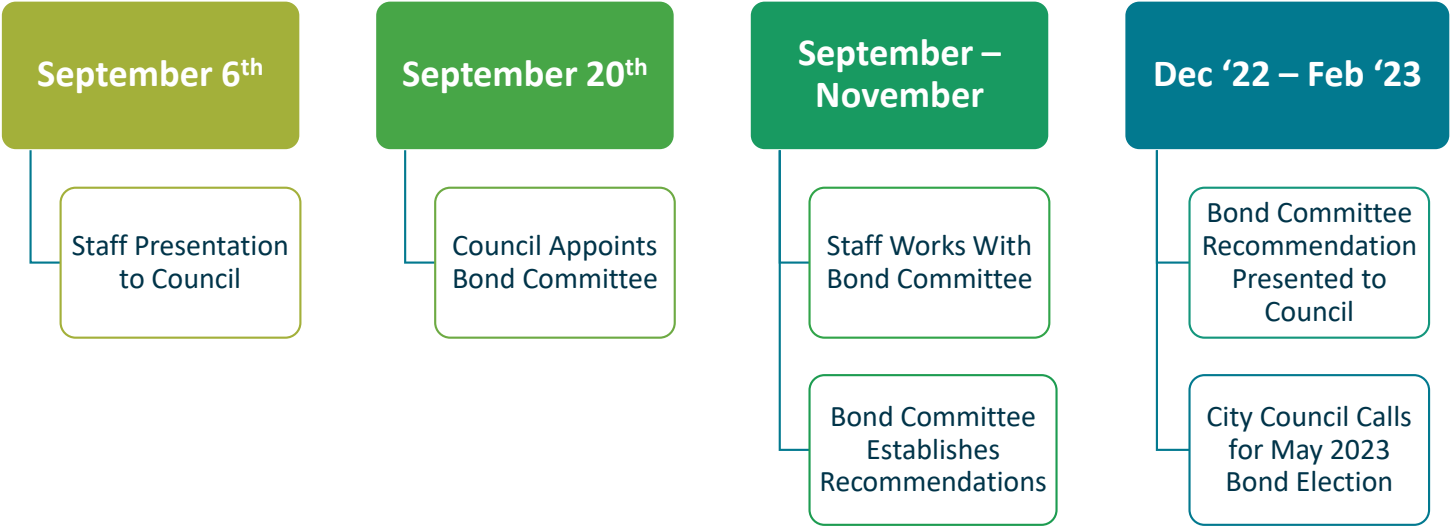 September 6th
Staff Presentation
to Council
September 20th
Council Appoints
Bond Committee
September –
November
Staff Works With
Bond Committee
Bond Committee
Establishes
Recommendations
Dec ‘22 – Feb ‘23
Bond Committee
Recommendation
Presented to
Council
City Council Calls
for May 2023
Bond Election